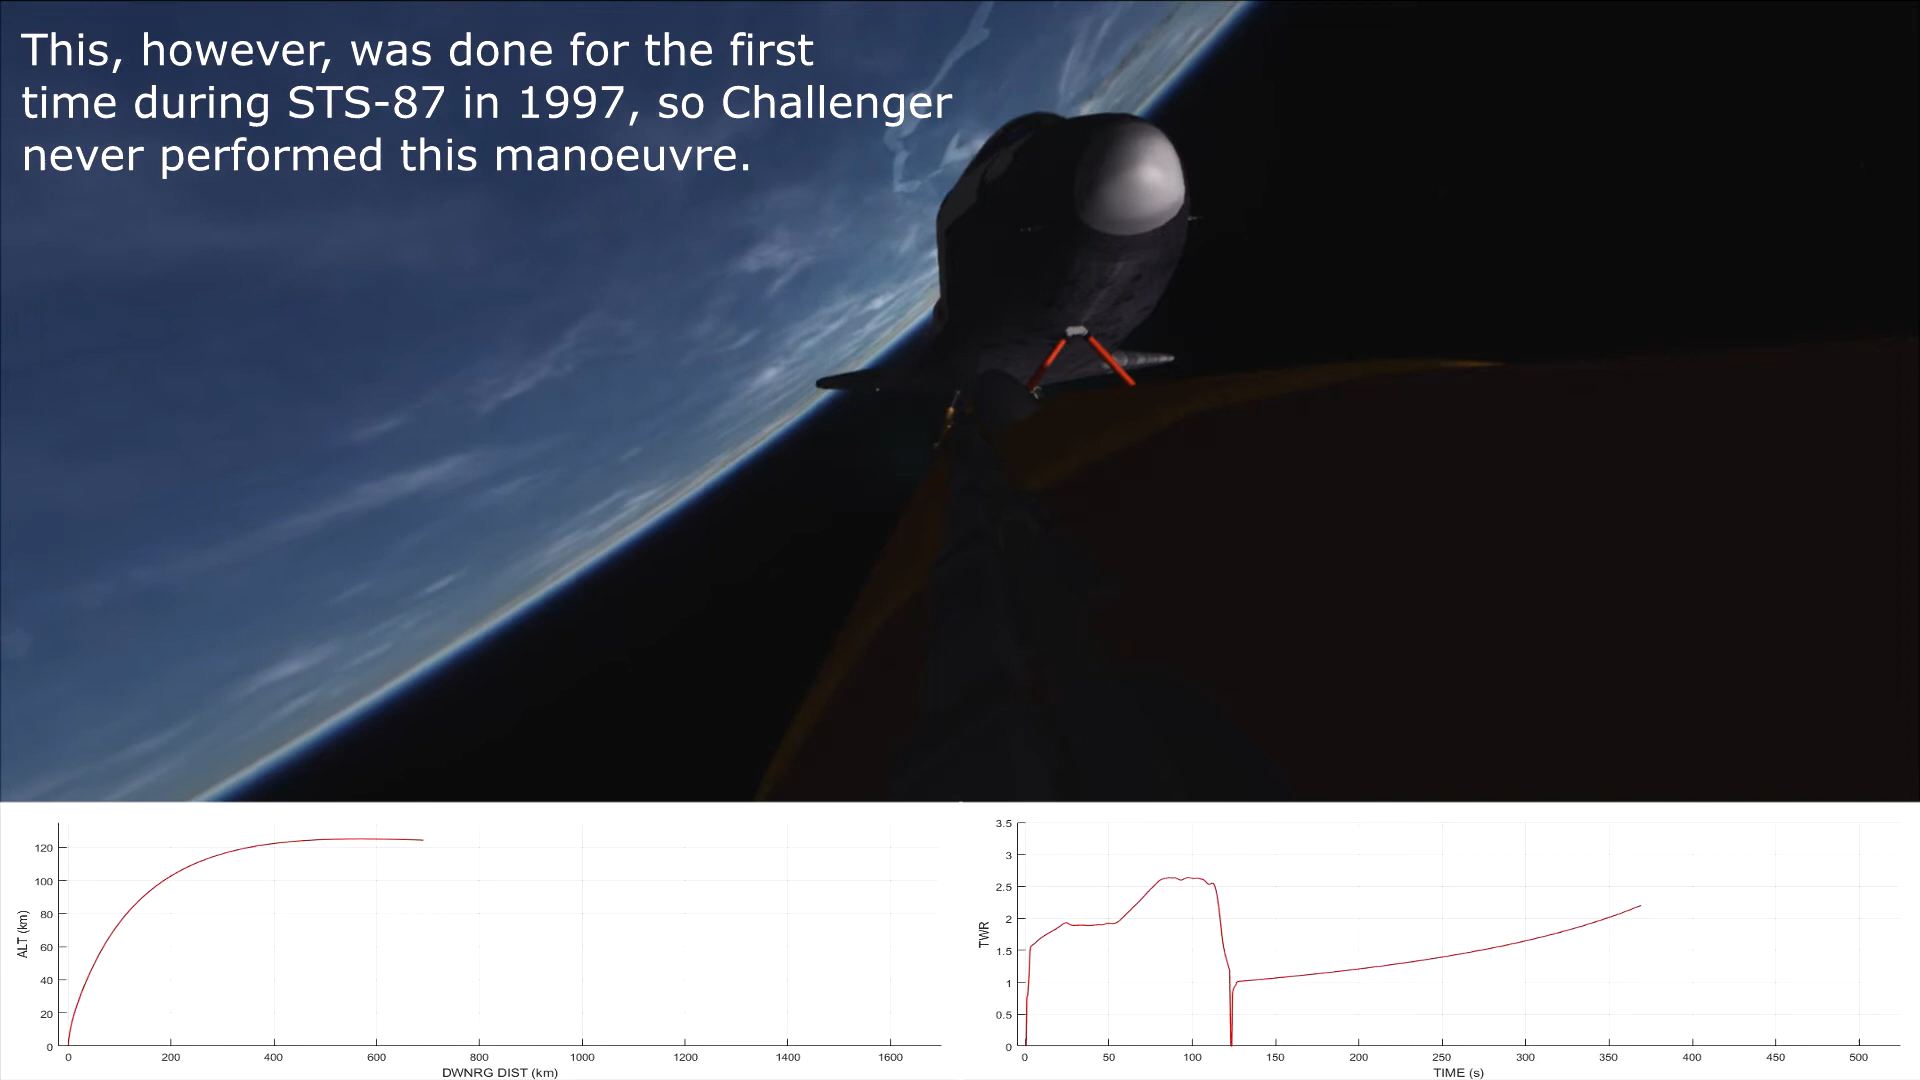 This, however, was done for the first
time during STS-87 in 1997, so Challenger
never performed this manoeuvre.
ALT (km)
120
100
80
60
40
20
0
0 200 400 600 800 1000 1200 1400 1600
DWNRG DIST (km)
TWR
3.5
3
2.5
2
1.5
1
0.5
0
0 50 100 150 200 250 300 350 400 450 500
TIME (s)